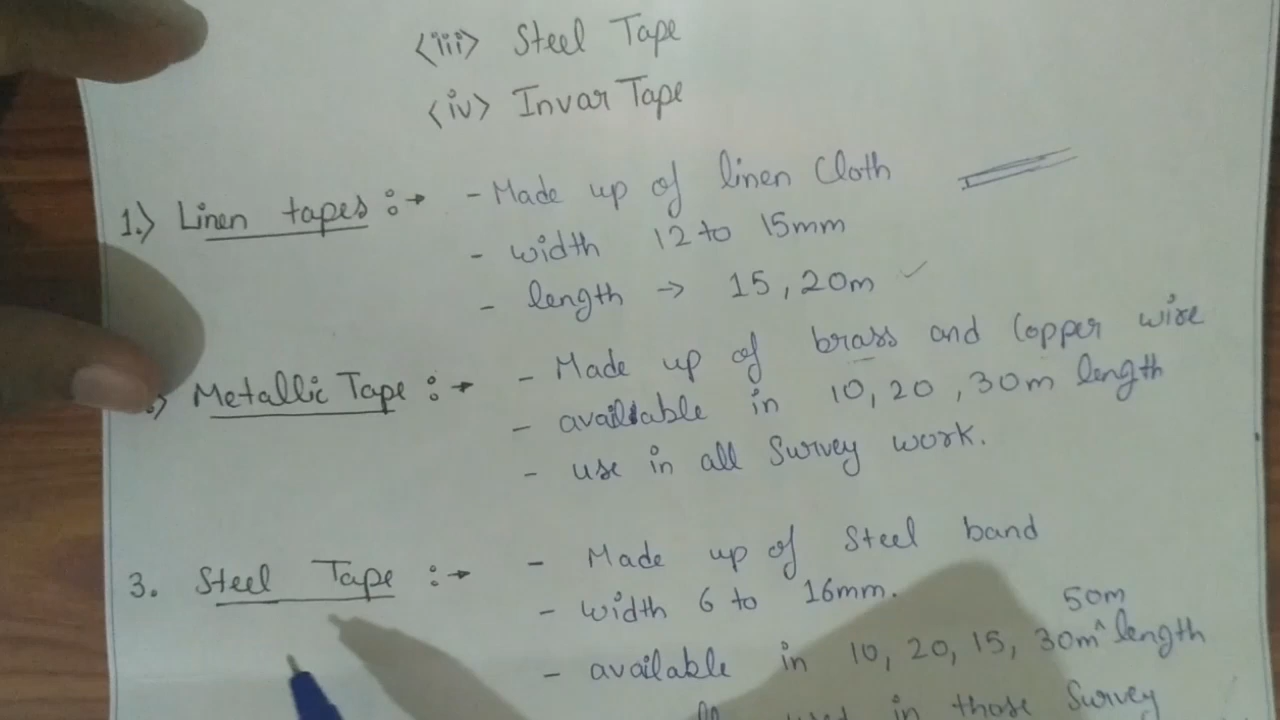 <iii> Steel Tape
<iv> Invar Tape
1.) Linen tapes :→ - Made up of linen Cloth
- width 12 to 15mm
- length → 15, 20m ✓
) Metallic Tape :→ - Made up of brass and Copper wire
- available in 10, 20, 30m length
- use in all Survey work.
3. Steel Tape :→ - Made up of Steel band
- width 6 to 16mm.
50m
- available in 10, 20, 15, 30m^ length
in those Survey